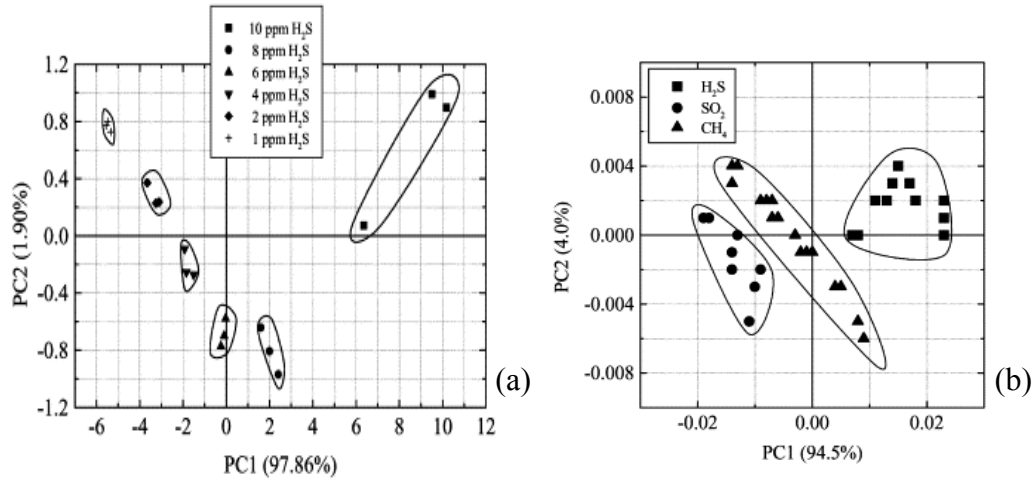 10 ppm H₂S
8 ppm H₂S
6 ppm H₂S
4 ppm H₂S
2 ppm H₂S
1 ppm H₂S
1.2
0.8
0.4
0.0
-0.4
-0.8
-1.2
PC2 (1.90%)
-6 -4 -2 0 2 4 6 8 10 12
PC1 (97.86%)
(a)
H₂S
SO₂
CH₄
0.008
0.004
0.000
-0.004
-0.008
PC2 (4.0%)
-0.02 0.00 0.02
PC1 (94.5%)
(b)